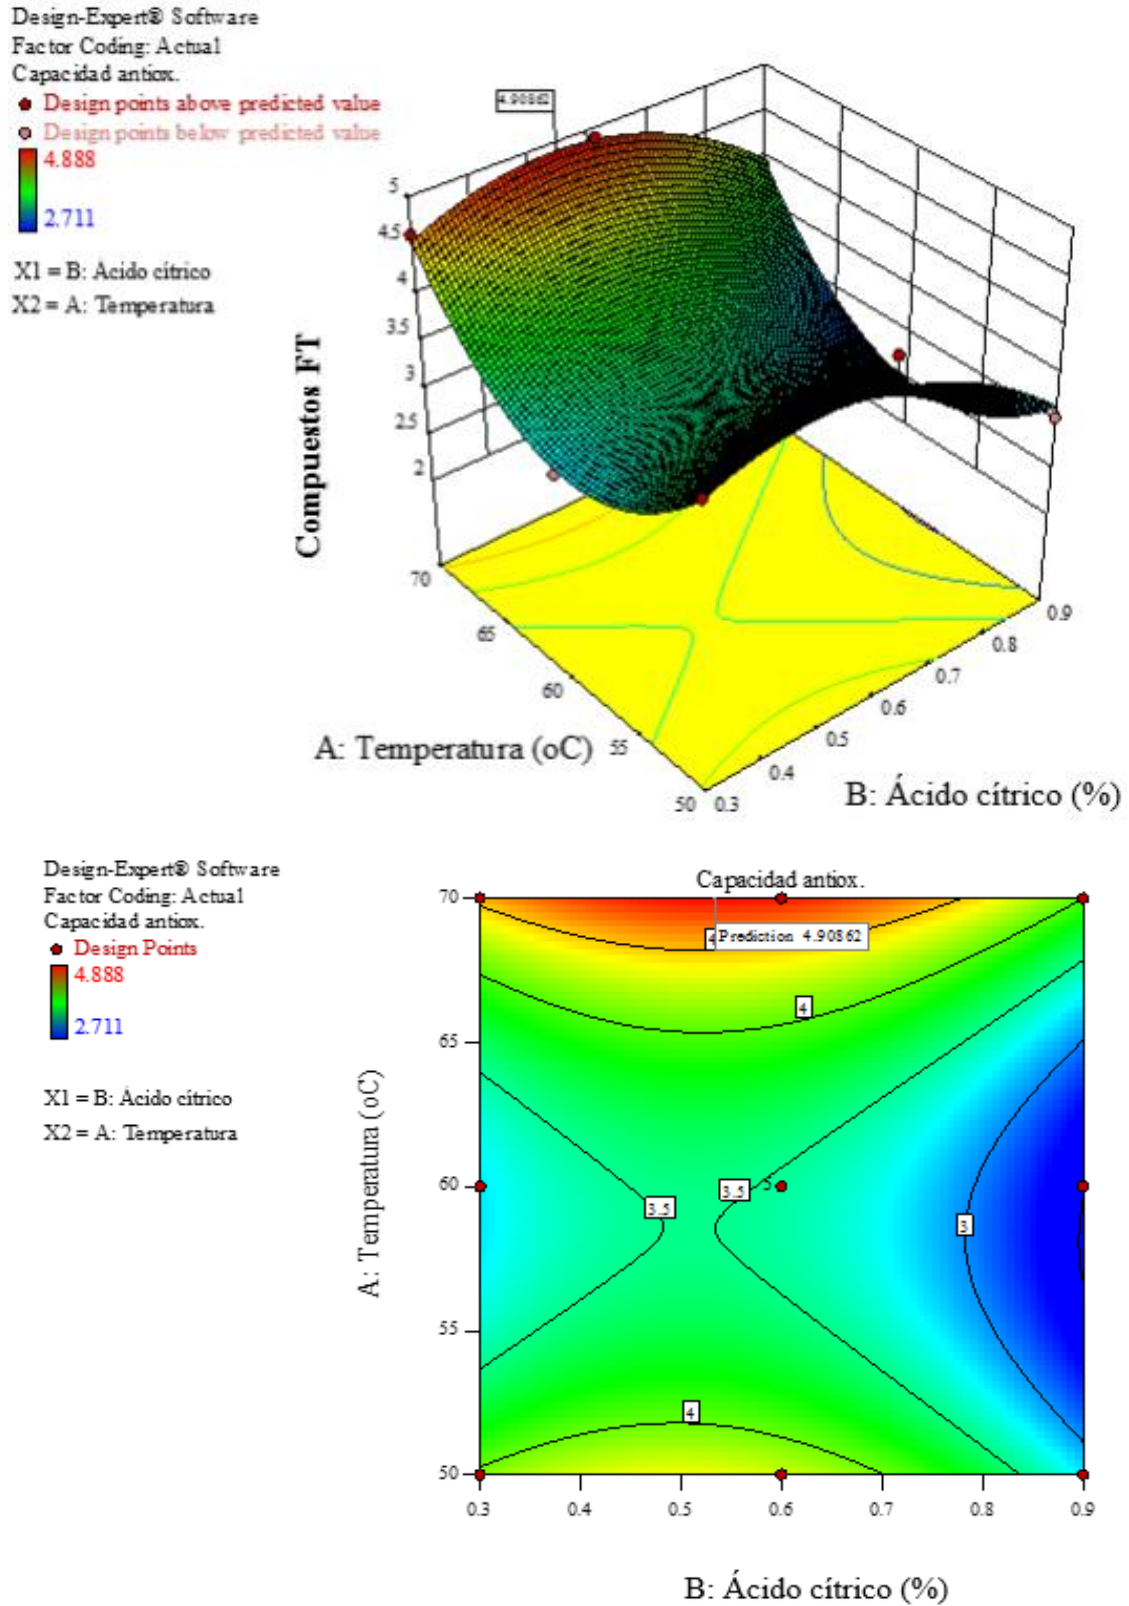 Design-Expert® Software
Factor Coding: Actual
Capacidad antiox.
Design points above predicted value
Design points below predicted value
4.888
2.711
X1 = B: Ácido cítrico
X2 = A: Temperatura
4.90862
5
4.5
4
3.5
3
2.5
2
Compuestos FT
70
65
60
55
50
0.3
0.4
0.5
0.6
0.7
0.8
0.9
A: Temperatura (oC)
B: Ácido cítrico (%)
Design-Expert® Software
Factor Coding: Actual
Capacidad antiox.
Design Points
4.888
2.711
X1 = B: Ácido cítrico
X2 = A: Temperatura
Capacidad antiox.
70
65
60
55
50
A: Temperatura (oC)
4
Prediction 4.90862
4
3.5
3.5
5
3
4
0.3
0.4
0.5
0.6
0.7
0.8
0.9
B: Ácido cítrico (%)